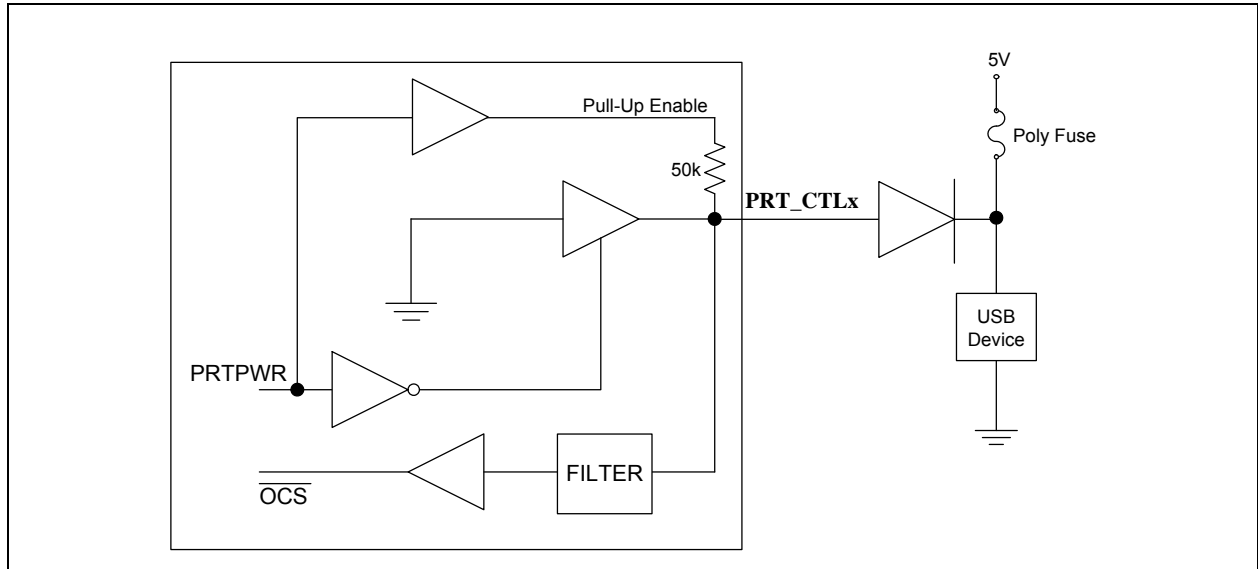 5V
Pull-Up Enable
Poly Fuse
50k
PRT_CTLx
USB
Device
PRTPWR
FILTER
OCS